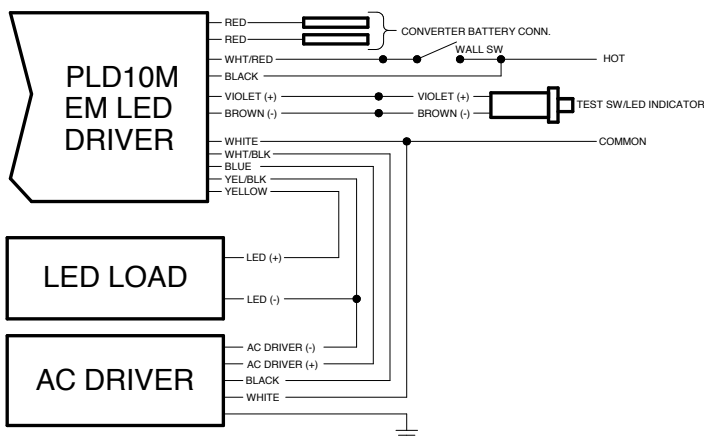 RED
RED
CONVERTER BATTERY CONN.
WHT/RED
WALL SW
HOT
BLACK
PLD10M
EM LED
DRIVER
VIOLET (+)
VIOLET (+)
BROWN (-)
BROWN (-)
TEST SW/LED INDICATOR
WHITE
COMMON
WHT/BLK
BLUE
YEL/BLK
YELLOW
LED LOAD
LED (+)
LED (-)
AC DRIVER
AC DRIVER (-)
AC DRIVER (+)
BLACK
WHITE